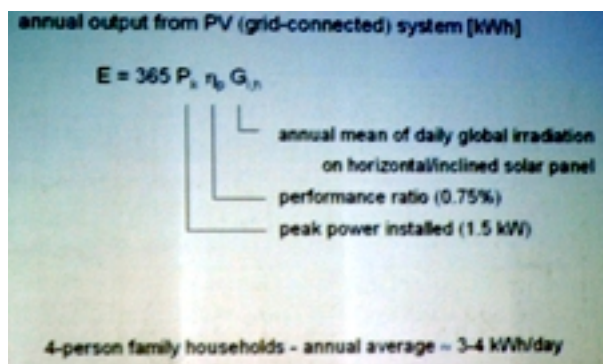 annual output from PV (grid-connected) system [kWh]
E = 365 Pₖ ηₚ G
annual mean of daily global irradiation
on horizontal/inclined solar panel
performance ratio (0.75%)
peak power installed (1.5 kW)
4-person family households - annual average ~ 3-4 kWh/day